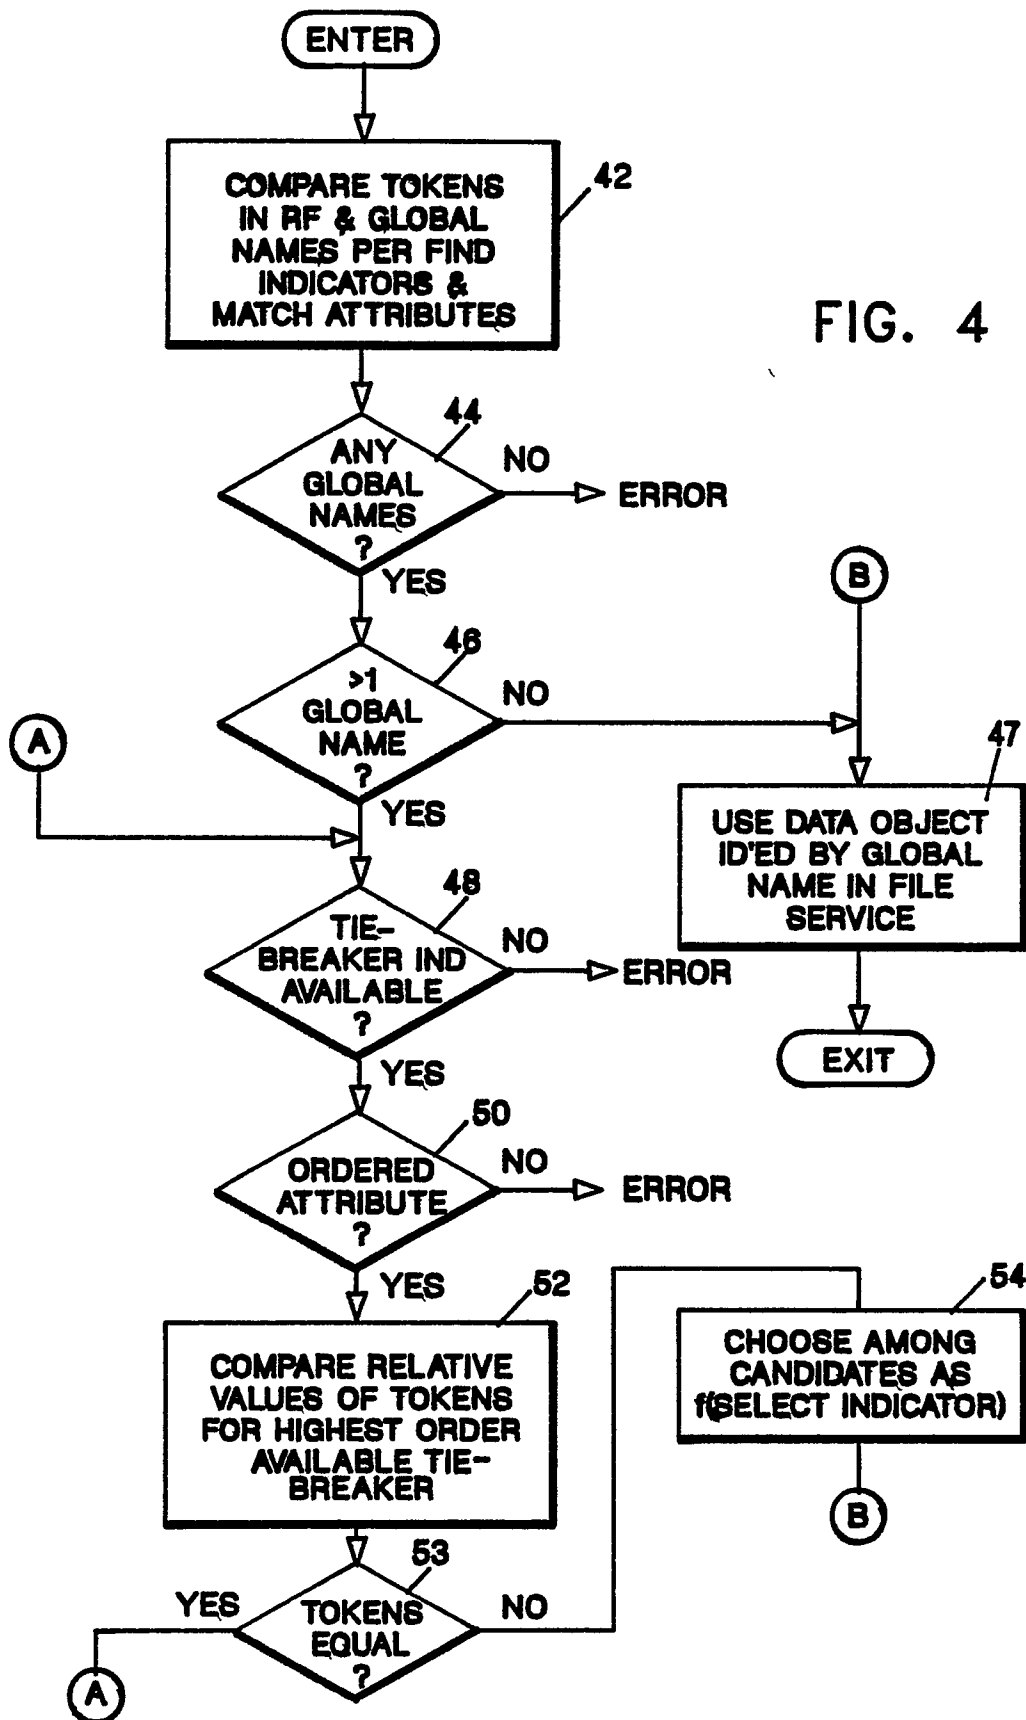 ENTER
COMPARE TOKENS
IN RF & GLOBAL
NAMES PER FIND
INDICATORS &
MATCH ATTRIBUTES
42
FIG. 4
44
ANY
GLOBAL
NAMES
?
NO
ERROR
YES
B
46
>1
GLOBAL
NAME
?
NO
A
YES
47
USE DATA OBJECT
ID'ED BY GLOBAL
NAME IN FILE
SERVICE
48
TIE-
BREAKER IND
AVAILABLE
?
NO
ERROR
EXIT
YES
50
ORDERED
ATTRIBUTE
?
NO
ERROR
YES
52
COMPARE RELATIVE
VALUES OF TOKENS
FOR HIGHEST ORDER
AVAILABLE TIE-
BREAKER
54
CHOOSE AMONG
CANDIDATES AS
f(SELECT INDICATOR)
B
53
TOKENS
EQUAL
?
YES
NO
A